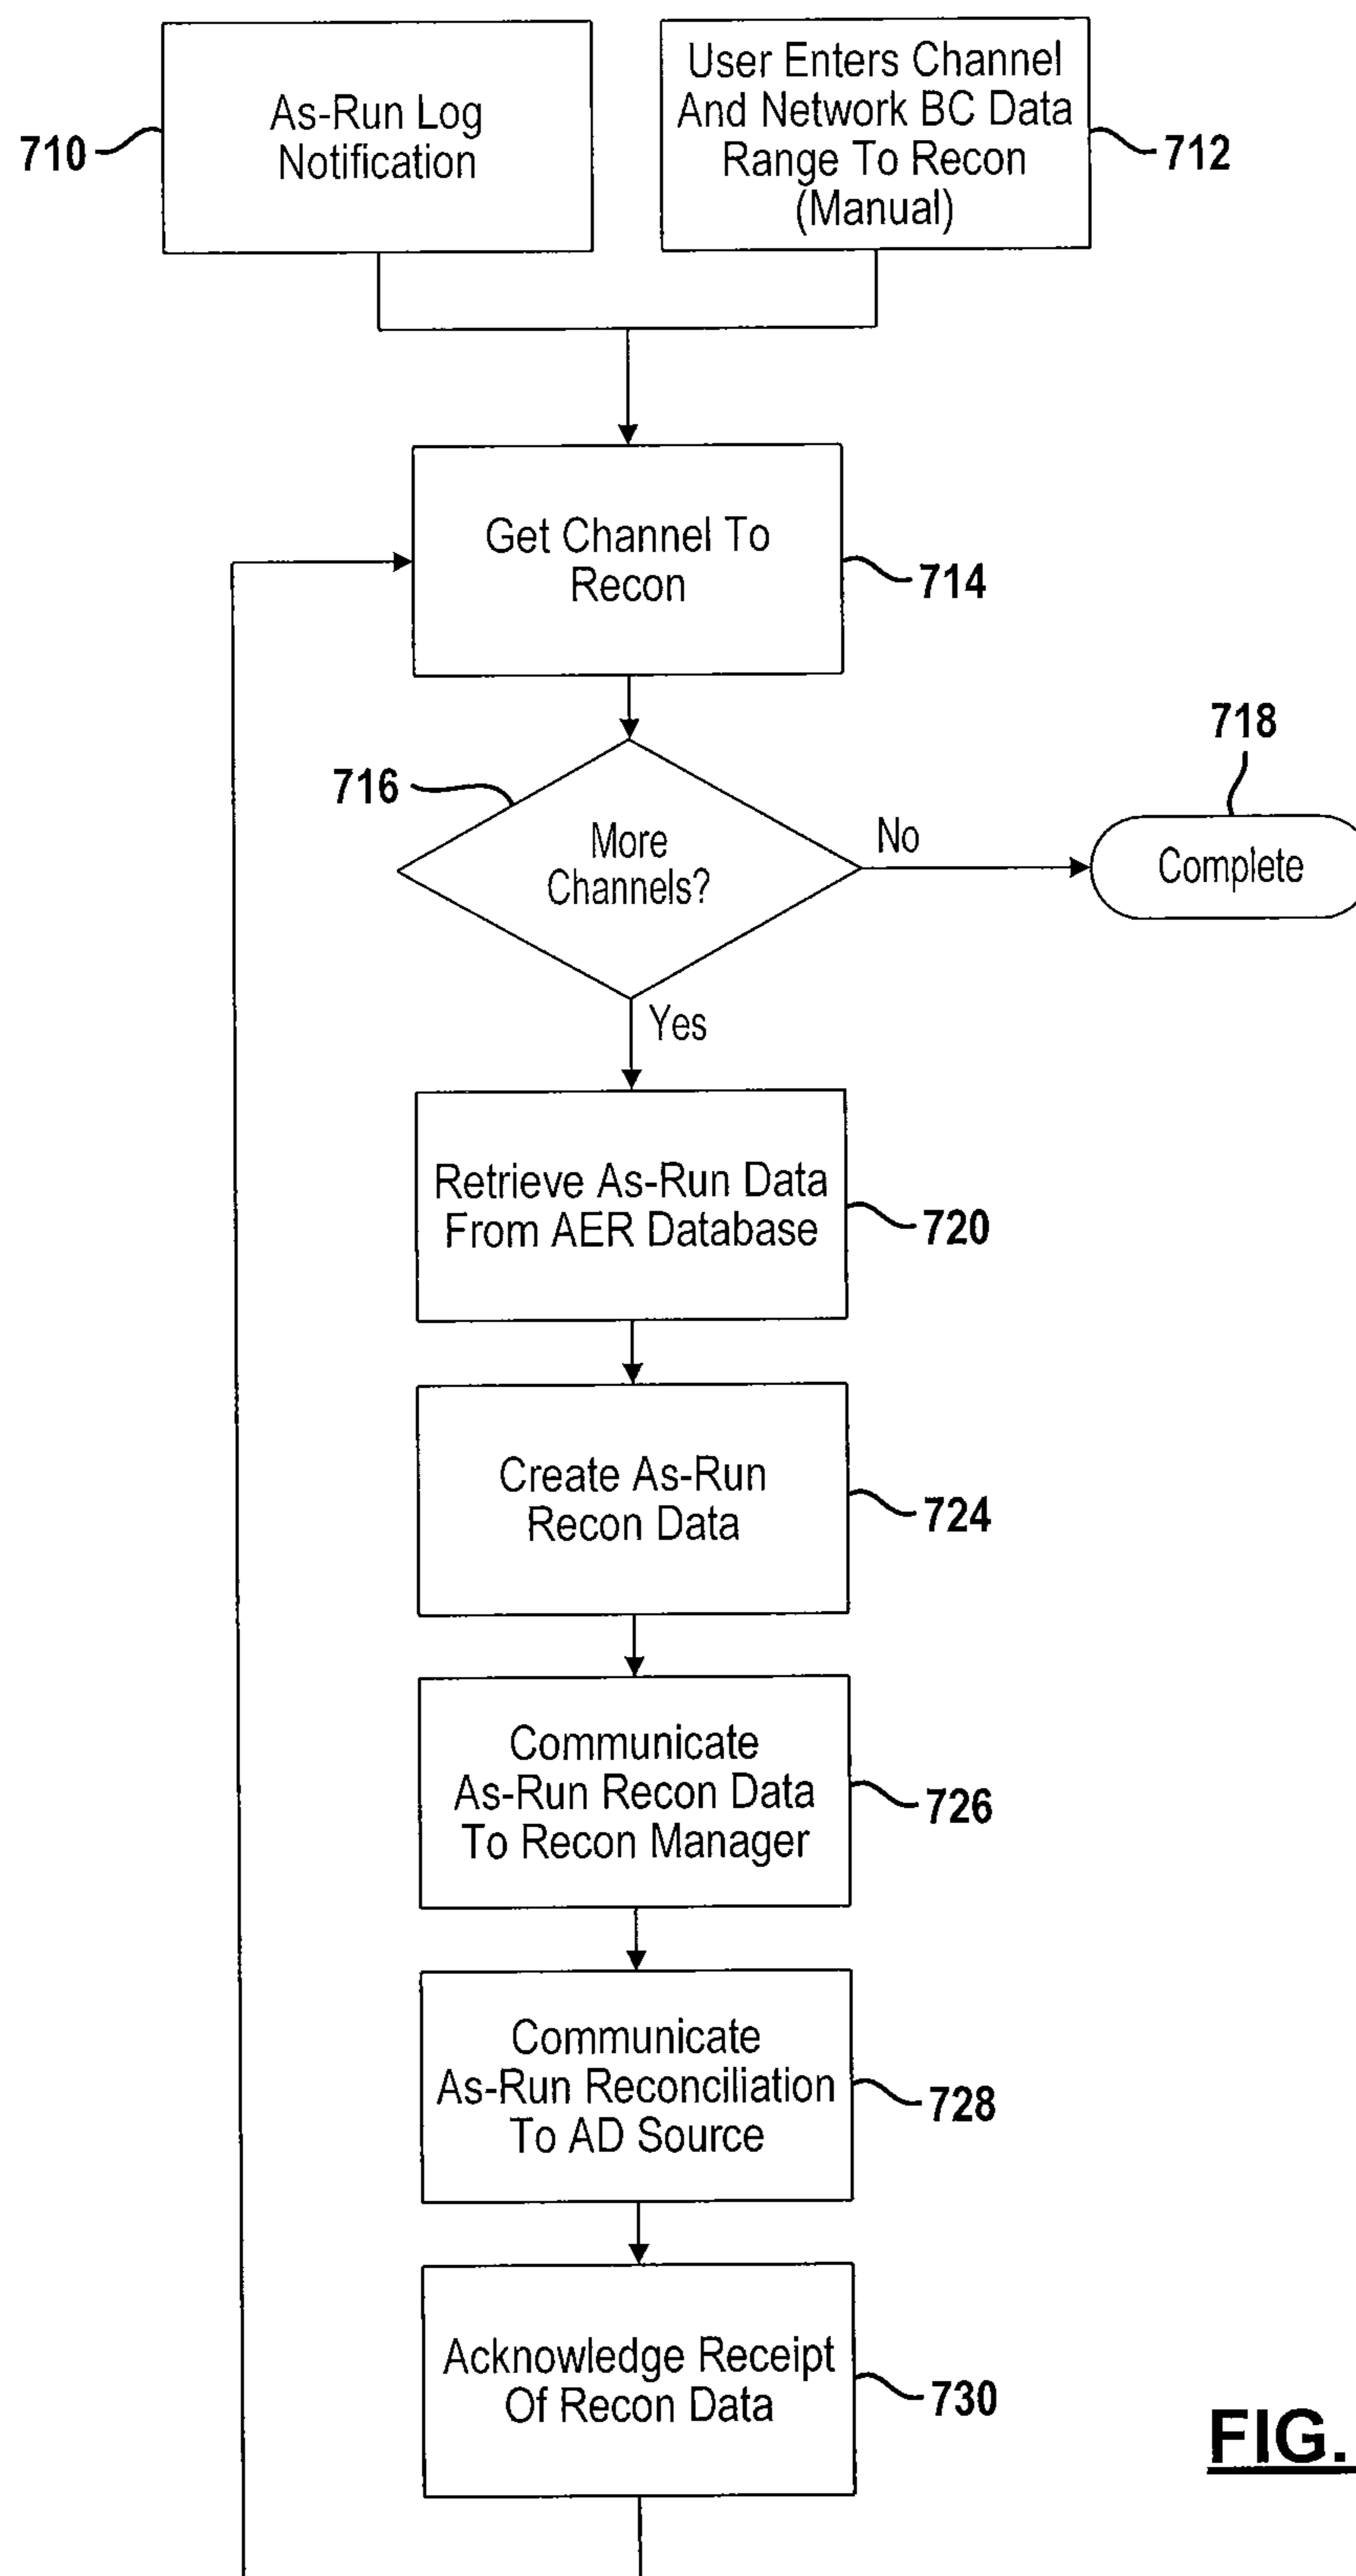 As-Run Log
Notification
710
User Enters Channel
And Network BC Data
Range To Recon
(Manual)
712
Get Channel To
Recon
714
716
More
Channels?
No
718
Complete
Yes
Retrieve As-Run Data
From AER Database
720
Create As-Run
Recon Data
724
Communicate
As-Run Recon Data
To Recon Manager
726
Communicate
As-Run Reconciliation
To AD Source
728
Acknowledge Receipt
Of Recon Data
730
FIG.